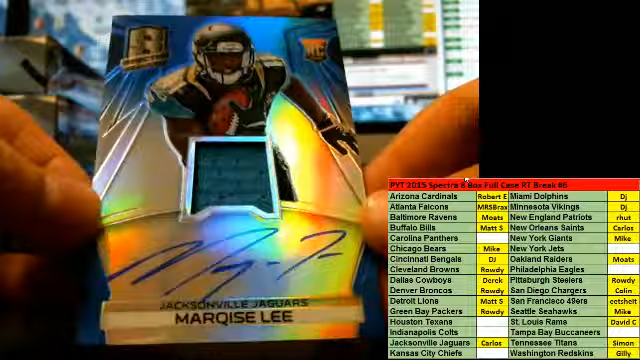 RC
JACKSONVILLE JAGUARS
MARQISE LEE
PYT 2015 Spectra 8 Box Full Case RT Break #6
Arizona Cardinals Robert E Miami Dolphins Dj
Atlanta Falcons MRSBrax Minnesota Vikings Dj
Baltimore Ravens Moats New England Patriots rhut
Buffalo Bills Matt S New Orleans Saints Carlos
Carolina Panthers New York Giants Mike
Chicago Bears Mike New York Jets
Cincinnati Bengals DJ Oakland Raiders Moats
Cleveland Browns Rowdy Philadelphia Eagles
Dallas Cowboys Derek Pittsburgh Steelers Rowdy
Denver Broncos Rowdy San Diego Chargers Colin
Detroit Lions Matt S San Francisco 49ers eetshelt
Green Bay Packers Rowdy Seattle Seahawks Mike
Houston Texans St. Louis Rams David C
Indianapolis Colts Tampa Bay Buccaneers
Jacksonville Jaguars Carlos Tennessee Titans Simon
Kansas City Chiefs Washington Redskins Gih